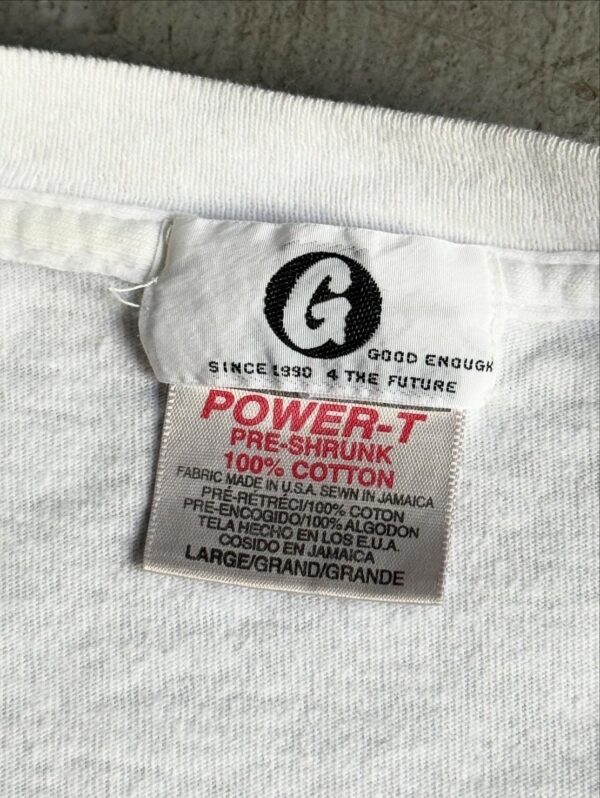 G
GOOD ENOUGH
SINCE 1990 4 THE FUTURE
POWER-T
PRE-SHRUNK
100% COTTON
FABRIC MADE IN U.S.A. SEWN IN JAMAICA
PRÉ-RETRÉCI/100% COTON
PRE-ENCOGIDO/100% ALGODON
TELA HECHO EN LOS E.U.A.
COSIDO EN JAMAICA
LARGE/GRAND/GRANDE